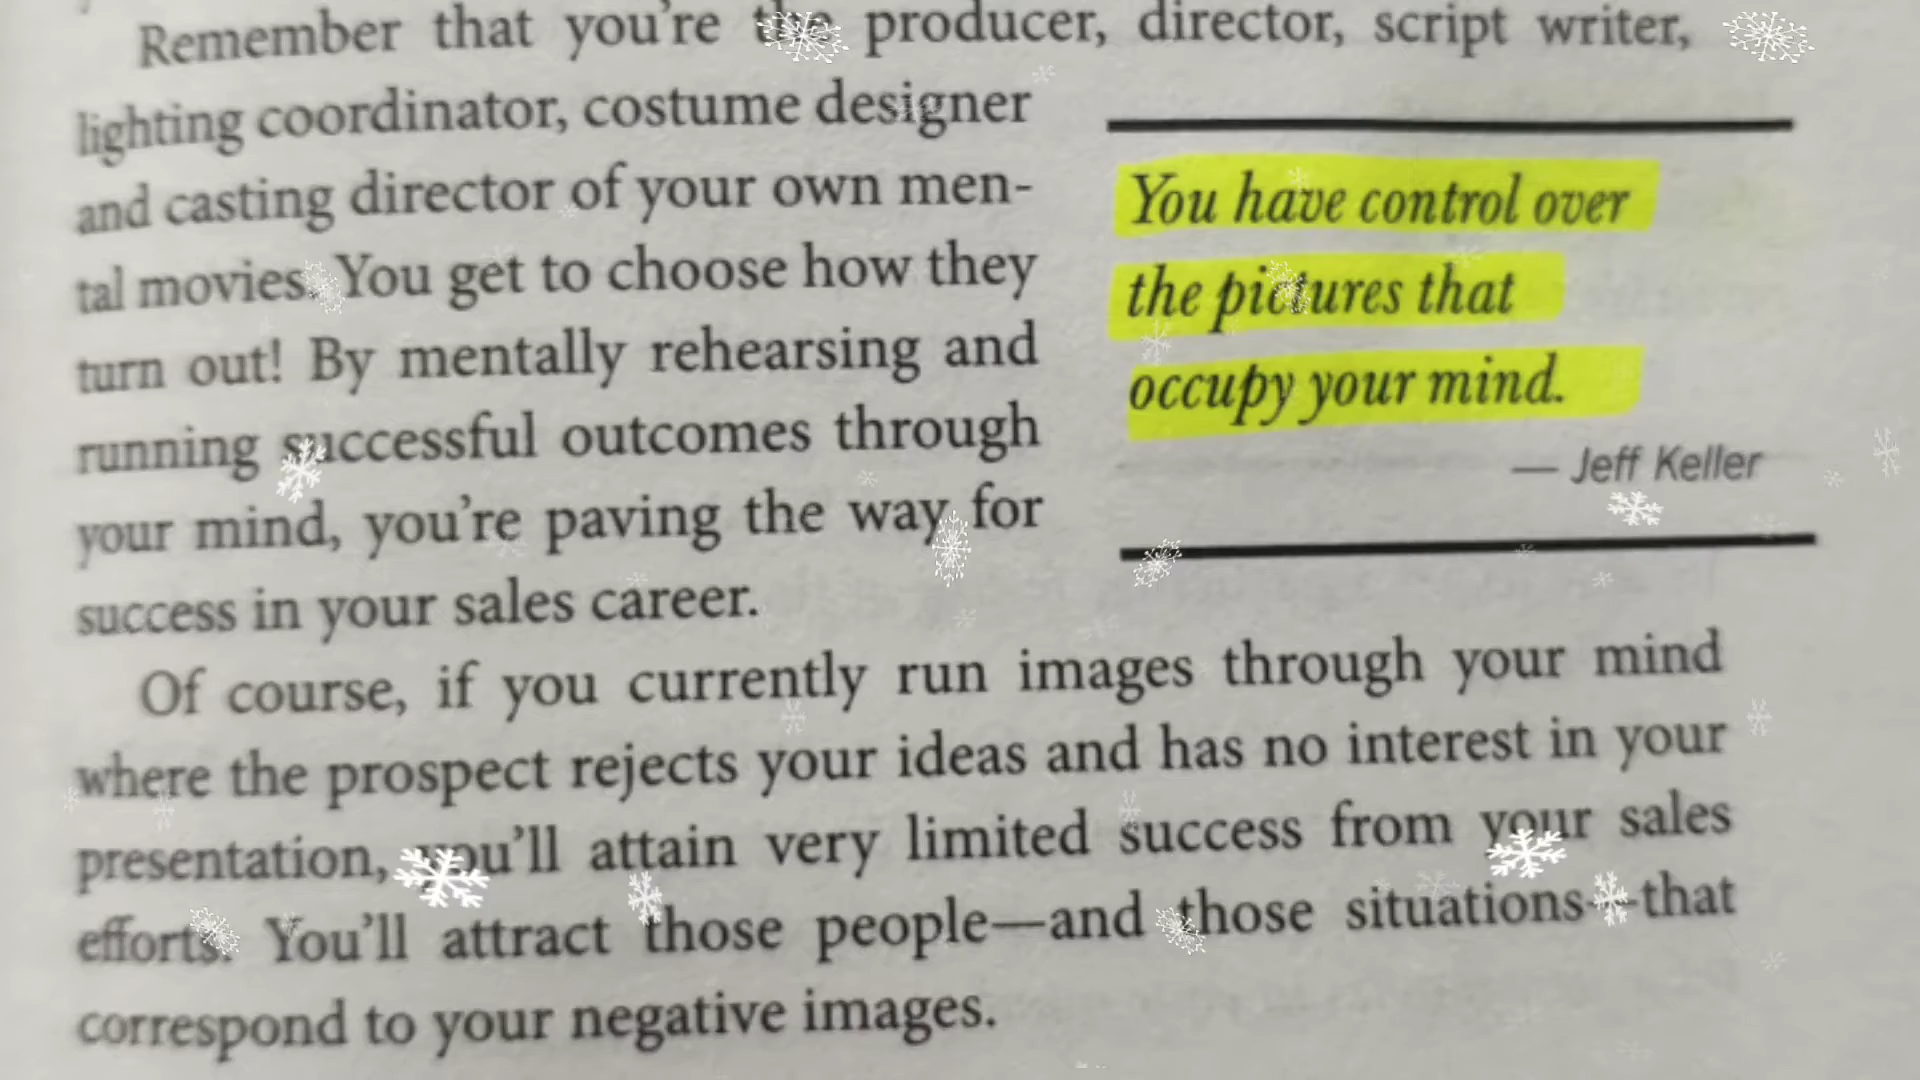 Remember that you're the producer, director, script writer,
lighting coordinator, costume designer
and casting director of your own men-
tal movies. You get to choose how they
turn out! By mentally rehearsing and
running successful outcomes through
your mind, you're paving the way for
success in your sales career.
You have control over
the pictures that
occupy your mind.
— Jeff Keller
Of course, if you currently run images through your mind
where the prospect rejects your ideas and has no interest in your
presentation, you'll attain very limited success from your sales
efforts. You'll attract those people—and those situations—that
correspond to your negative images.